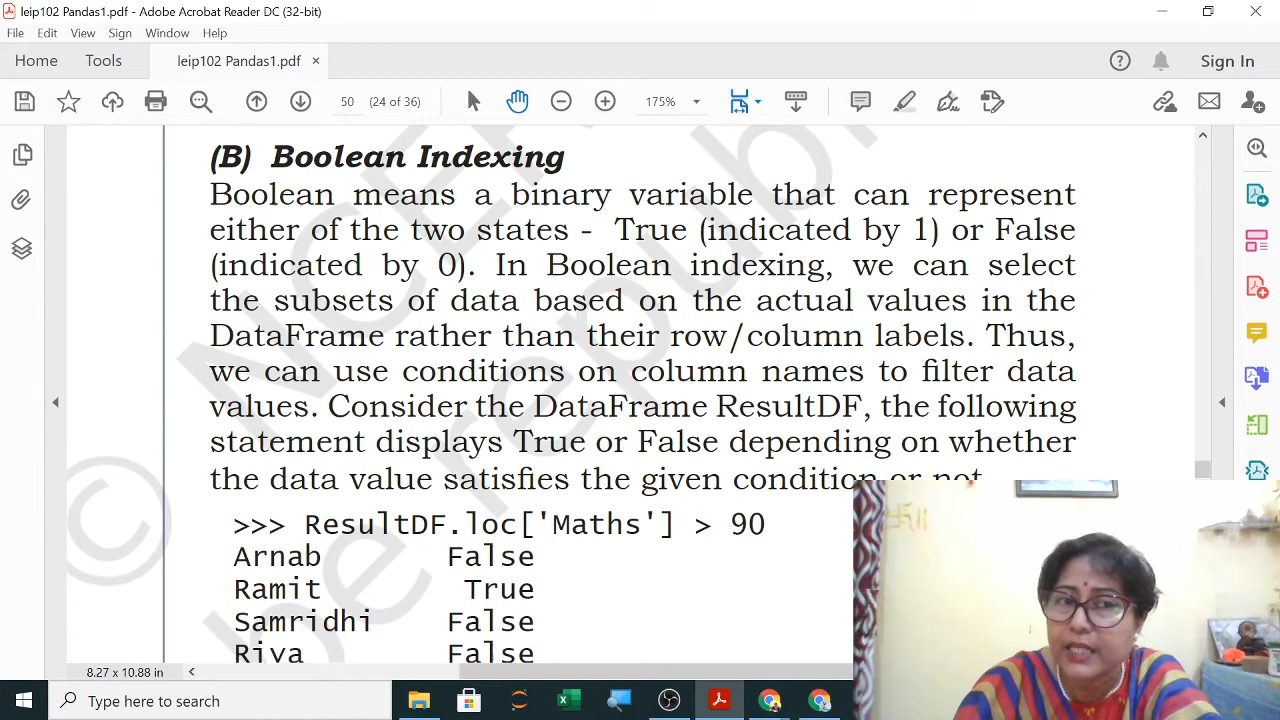 leip102 Pandas1.pdf - Adobe Acrobat Reader DC (32-bit)
File Edit View Sign Window Help
Home Tools leip102 Pandas1.pdf × Sign In
50 (24 of 36) 175%
(B) Boolean Indexing
Boolean means a binary variable that can represent
either of the two states - True (indicated by 1) or False
(indicated by 0). In Boolean indexing, we can select
the subsets of data based on the actual values in the
DataFrame rather than their row/column labels. Thus,
we can use conditions on column names to filter data
values. Consider the DataFrame ResultDF, the following
statement displays True or False depending on whether
the data value satisfies the given condition or not.
>>> ResultDF.loc['Maths'] > 90
Arnab False
Ramit True
Samridhi False
Riya False
8.27 x 10.88 in
Type here to search